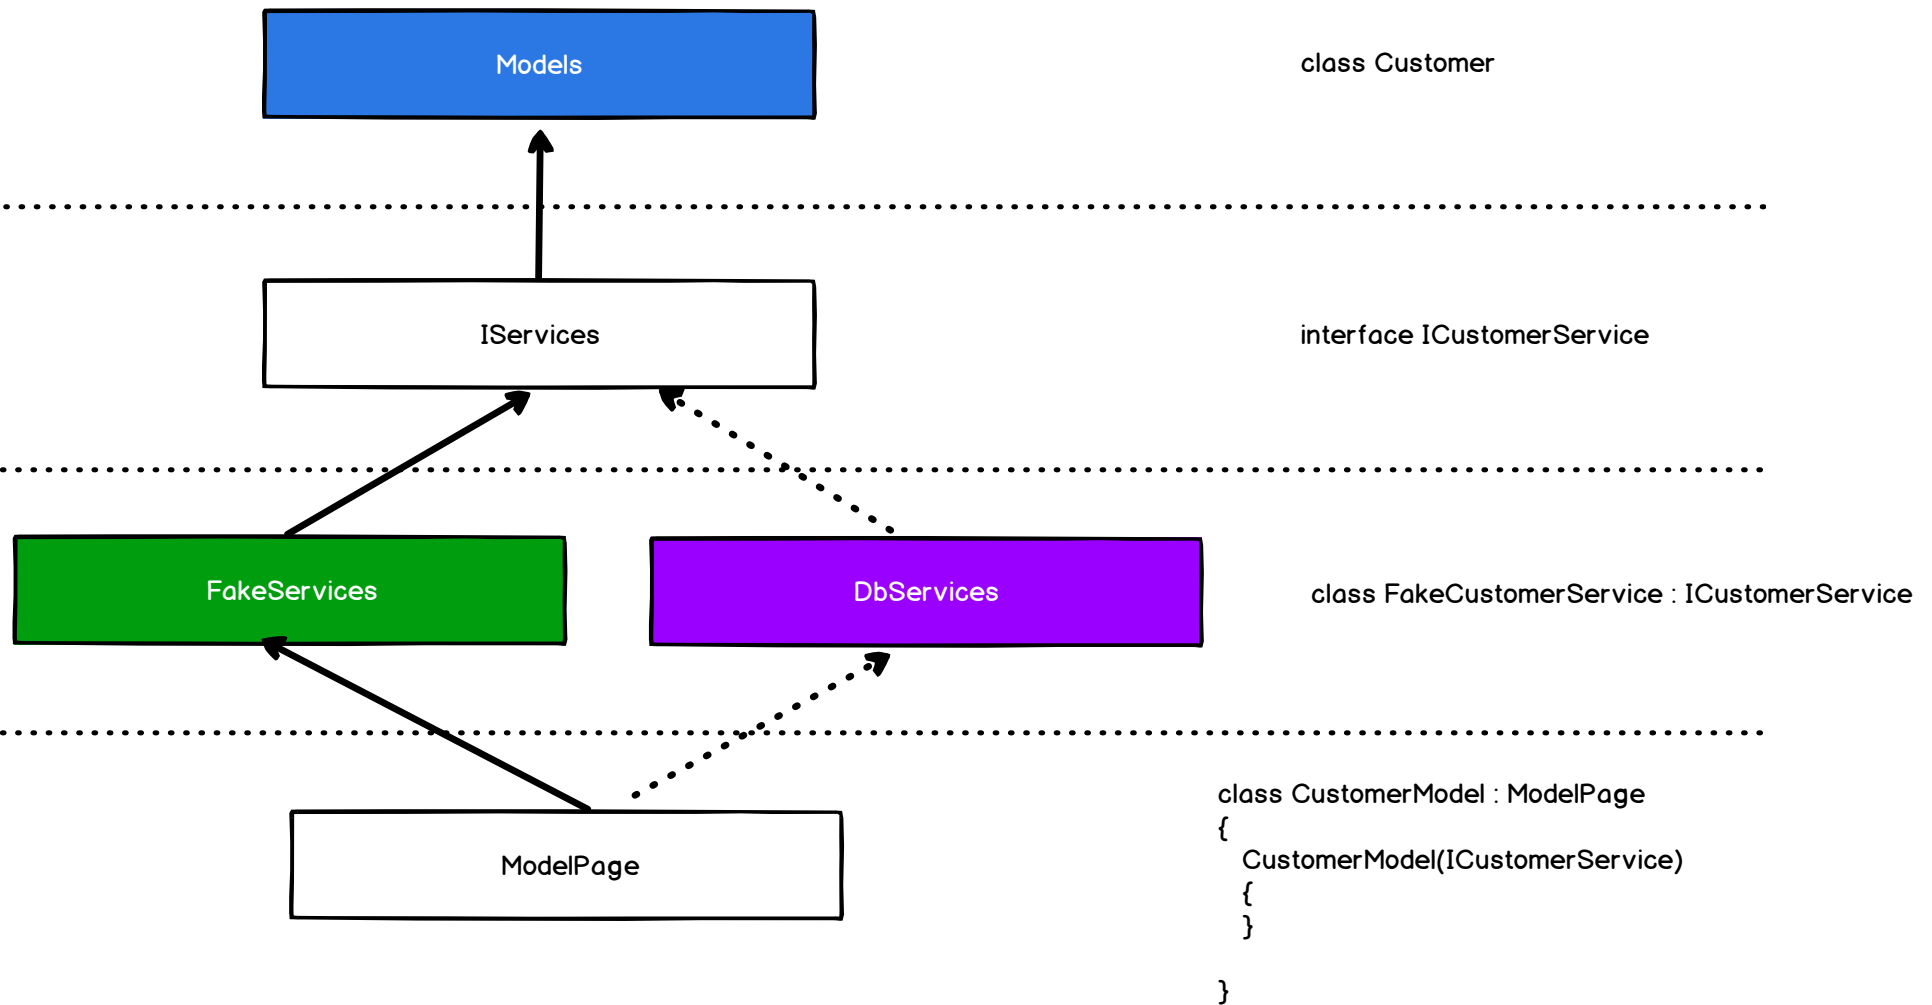 Models
class Customer
IServices
interface ICustomerService
FakeServices
DbServices
class FakeCustomerService : ICustomerService
ModelPage
class CustomerModel : ModelPage
{
CustomerModel(ICustomerService)
{
}
}